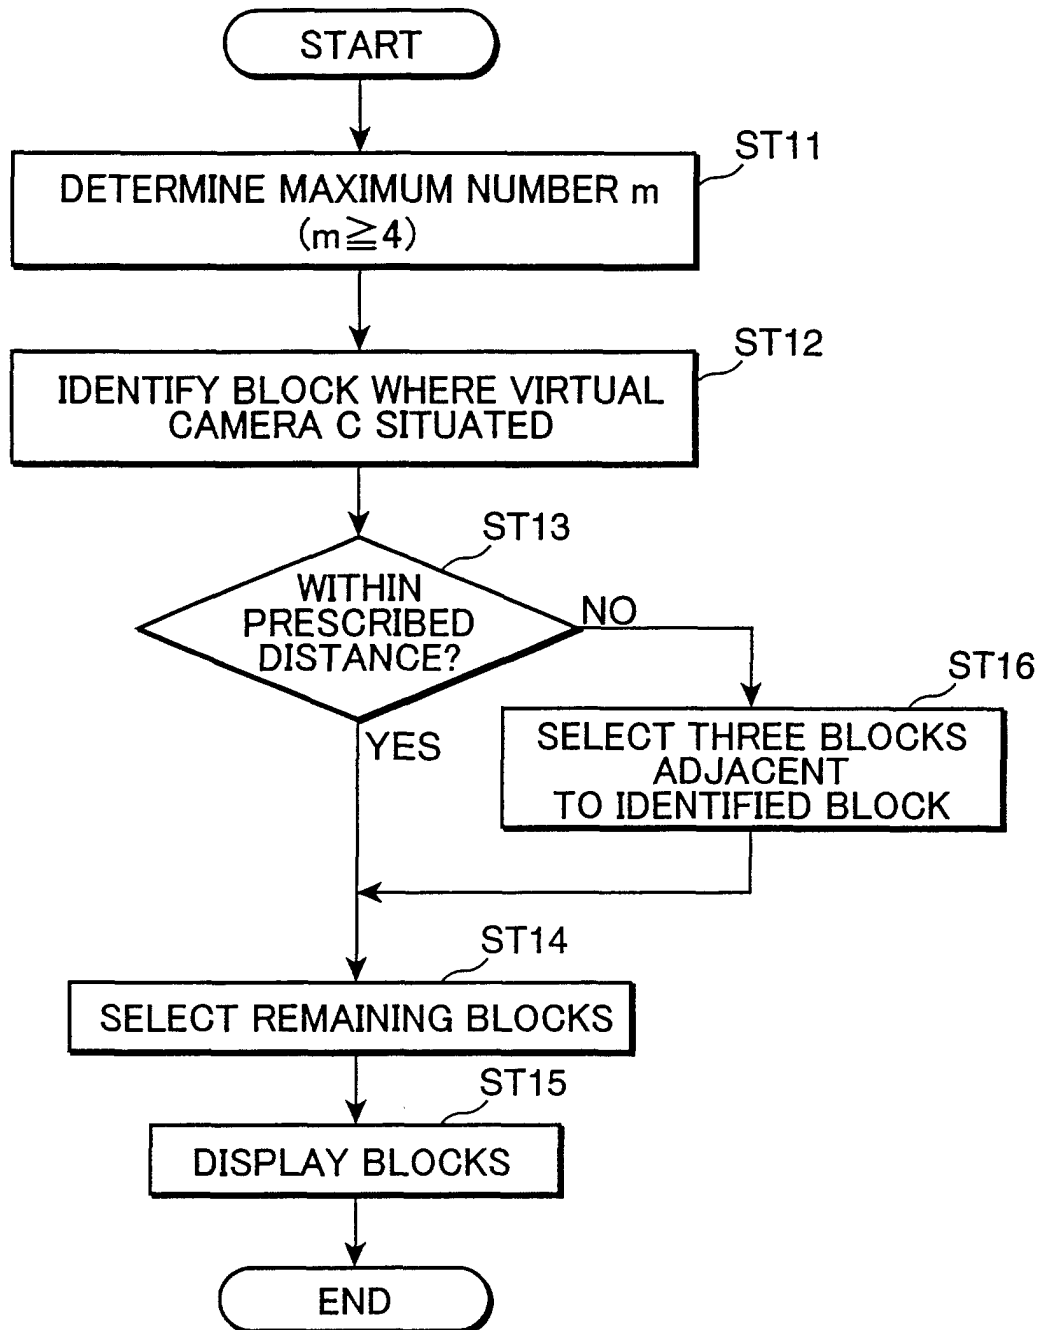 START
ST11
DETERMINE MAXIMUM NUMBER m
(m≧4)
ST12
IDENTIFY BLOCK WHERE VIRTUAL
CAMERA C SITUATED
ST13
WITHIN
PRESCRIBED
DISTANCE?
NO
YES
ST16
SELECT THREE BLOCKS
ADJACENT
TO IDENTIFIED BLOCK
ST14
SELECT REMAINING BLOCKS
ST15
DISPLAY BLOCKS
END